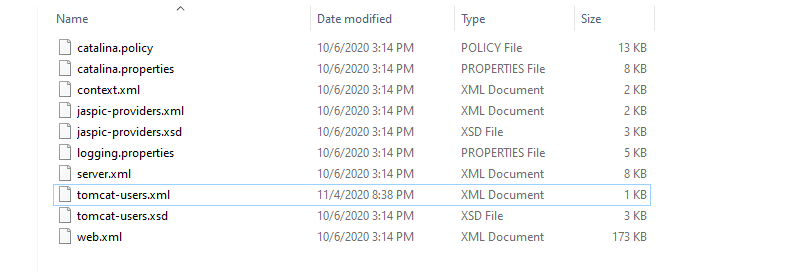 Name Date modified Type Size
catalina.policy 10/6/2020 3:14 PM POLICY File 13 KB
catalina.properties 10/6/2020 3:14 PM PROPERTIES File 8 KB
context.xml 10/6/2020 3:14 PM XML Document 2 KB
jaspic-providers.xml 10/6/2020 3:14 PM XML Document 2 KB
jaspic-providers.xsd 10/6/2020 3:14 PM XSD File 3 KB
logging.properties 10/6/2020 3:14 PM PROPERTIES File 5 KB
server.xml 10/6/2020 3:14 PM XML Document 8 KB
tomcat-users.xml 11/4/2020 8:38 PM XML Document 1 KB
tomcat-users.xsd 10/6/2020 3:14 PM XSD File 3 KB
web.xml 10/6/2020 3:14 PM XML Document 173 KB